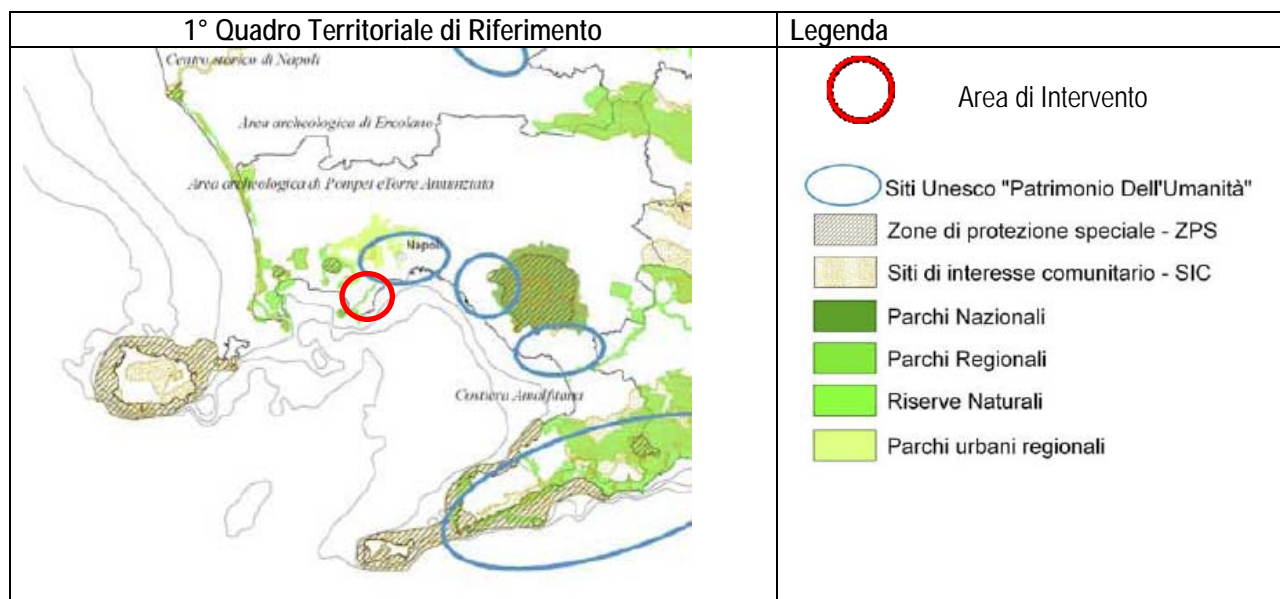 1° Quadro Territoriale di Riferimento
Legenda
Centro storico di Napoli
Area archeologica di Ercolano
Area archeologica di Pompei eTorre Annunziata
Napoli
Costiera Amalfitana
Area di Intervento
Siti Unesco "Patrimonio Dell'Umanità"
Zone di protezione speciale - ZPS
Siti di interesse comunitario - SIC
Parchi Nazionali
Parchi Regionali
Riserve Naturali
Parchi urbani regionali